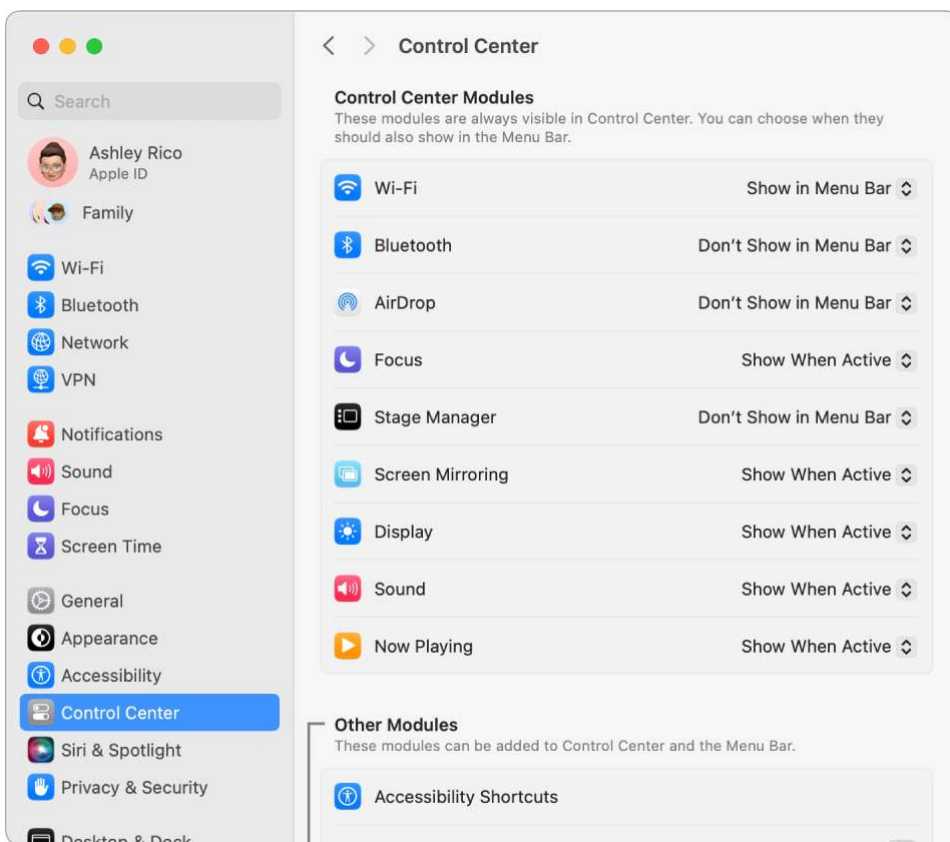 Control Center
Search
Ashley Rico
Apple ID
Family
Wi-Fi
Bluetooth
Network
VPN
Notifications
Sound
Focus
Screen Time
General
Appearance
Accessibility
Control Center
Siri & Spotlight
Privacy & Security
Desktop & Dock
Control Center Modules
These modules are always visible in Control Center. You can choose when they
should also show in the Menu Bar.
Wi-Fi Show in Menu Bar
Bluetooth Don't Show in Menu Bar
AirDrop Don't Show in Menu Bar
Focus Show When Active
Stage Manager Don't Show in Menu Bar
Screen Mirroring Show When Active
Display Show When Active
Sound Show When Active
Now Playing Show When Active
Other Modules
These modules can be added to Control Center and the Menu Bar.
Accessibility Shortcuts